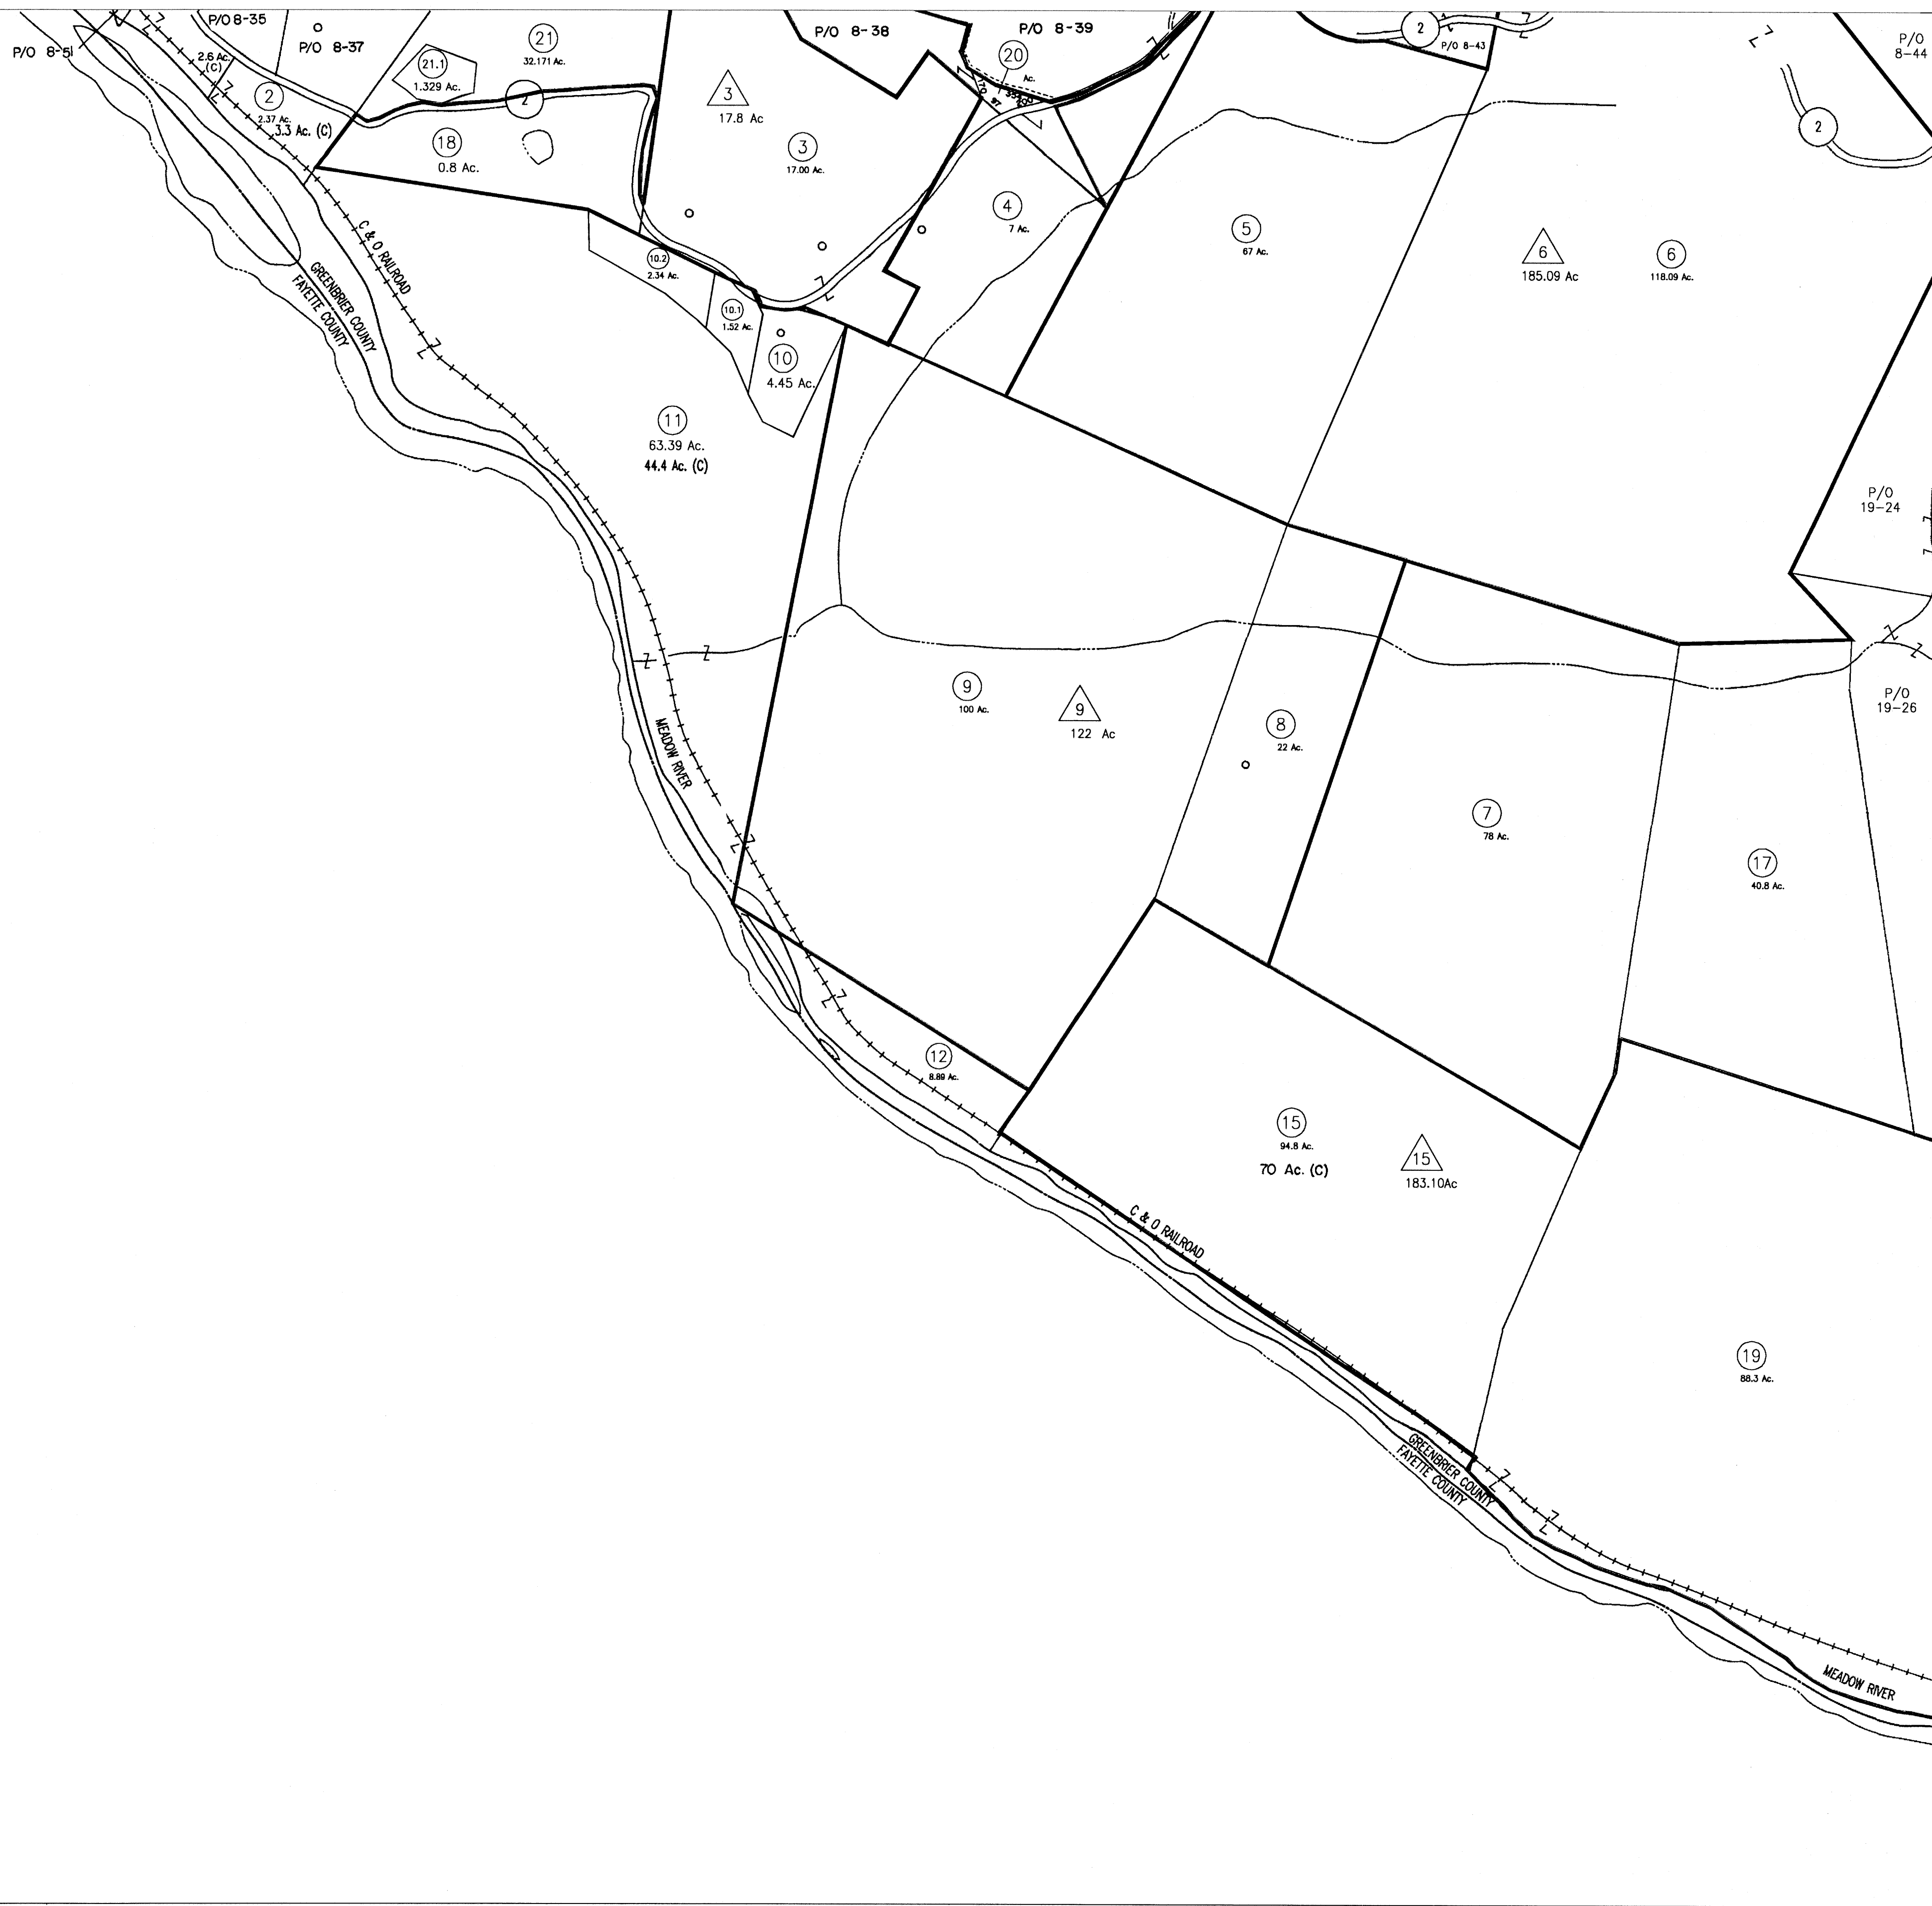 P/O 8-35
P/O 8-37
P/O 8-51
2.6 Ac.
(C)
2
2.37 Ac.
3.3 Ac. (C)
21
32.171 Ac.
21.1
1.329 Ac.
2
18
0.8 Ac.
3
17.8 Ac
3
17.00 Ac.
P/O 8-38
20
Ac.
P/O 8-39
2
P/O 8-43
2
P/O
8-44
4
7 Ac.
5
67 Ac.
6
185.09 Ac
6
118.09 Ac.
10.2
2.34 Ac.
10.1
1.52 Ac.
10
4.45 Ac.
C & O RAILROAD
GREENBRIER COUNTY
FAYETTE COUNTY
11
63.39 Ac.
44.4 Ac. (C)
P/O
19-24
P/O
19-26
9
100 Ac.
9
122 Ac
8
22 Ac.
7
78 Ac.
17
40.8 Ac.
MEADOW RIVER
12
8.89 Ac.
15
94.8 Ac.
70 Ac. (C)
15
183.10Ac
C & O RAILROAD
19
88.3 Ac.
GREENBRIER COUNTY
FAYETTE COUNTY
MEADOW RIVER